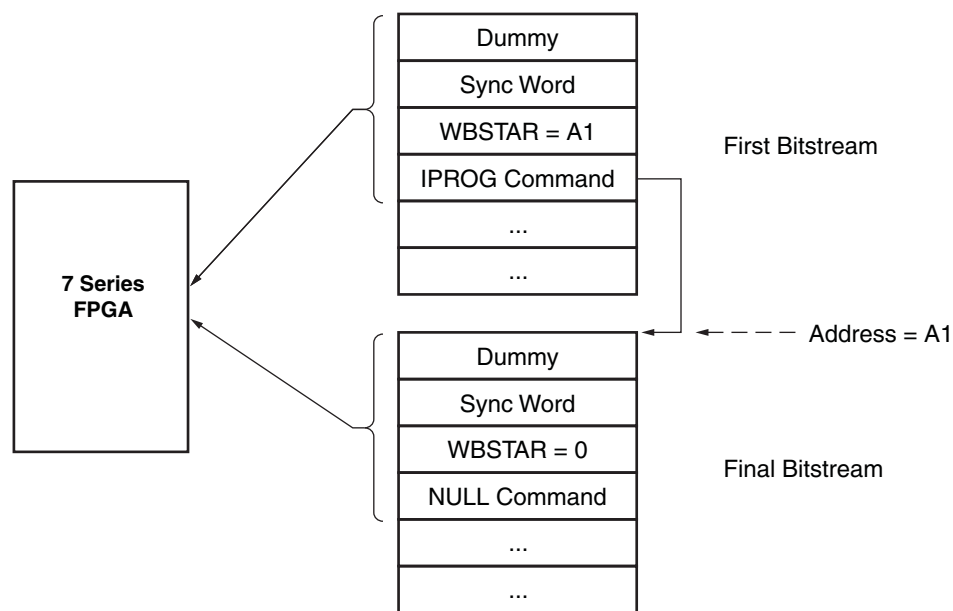 Dummy
Sync Word
WBSTAR = A1
IPROG Command
...
...
First Bitstream
7 Series
FPGA
Address = A1
Dummy
Sync Word
WBSTAR = 0
NULL Command
...
...
Final Bitstream